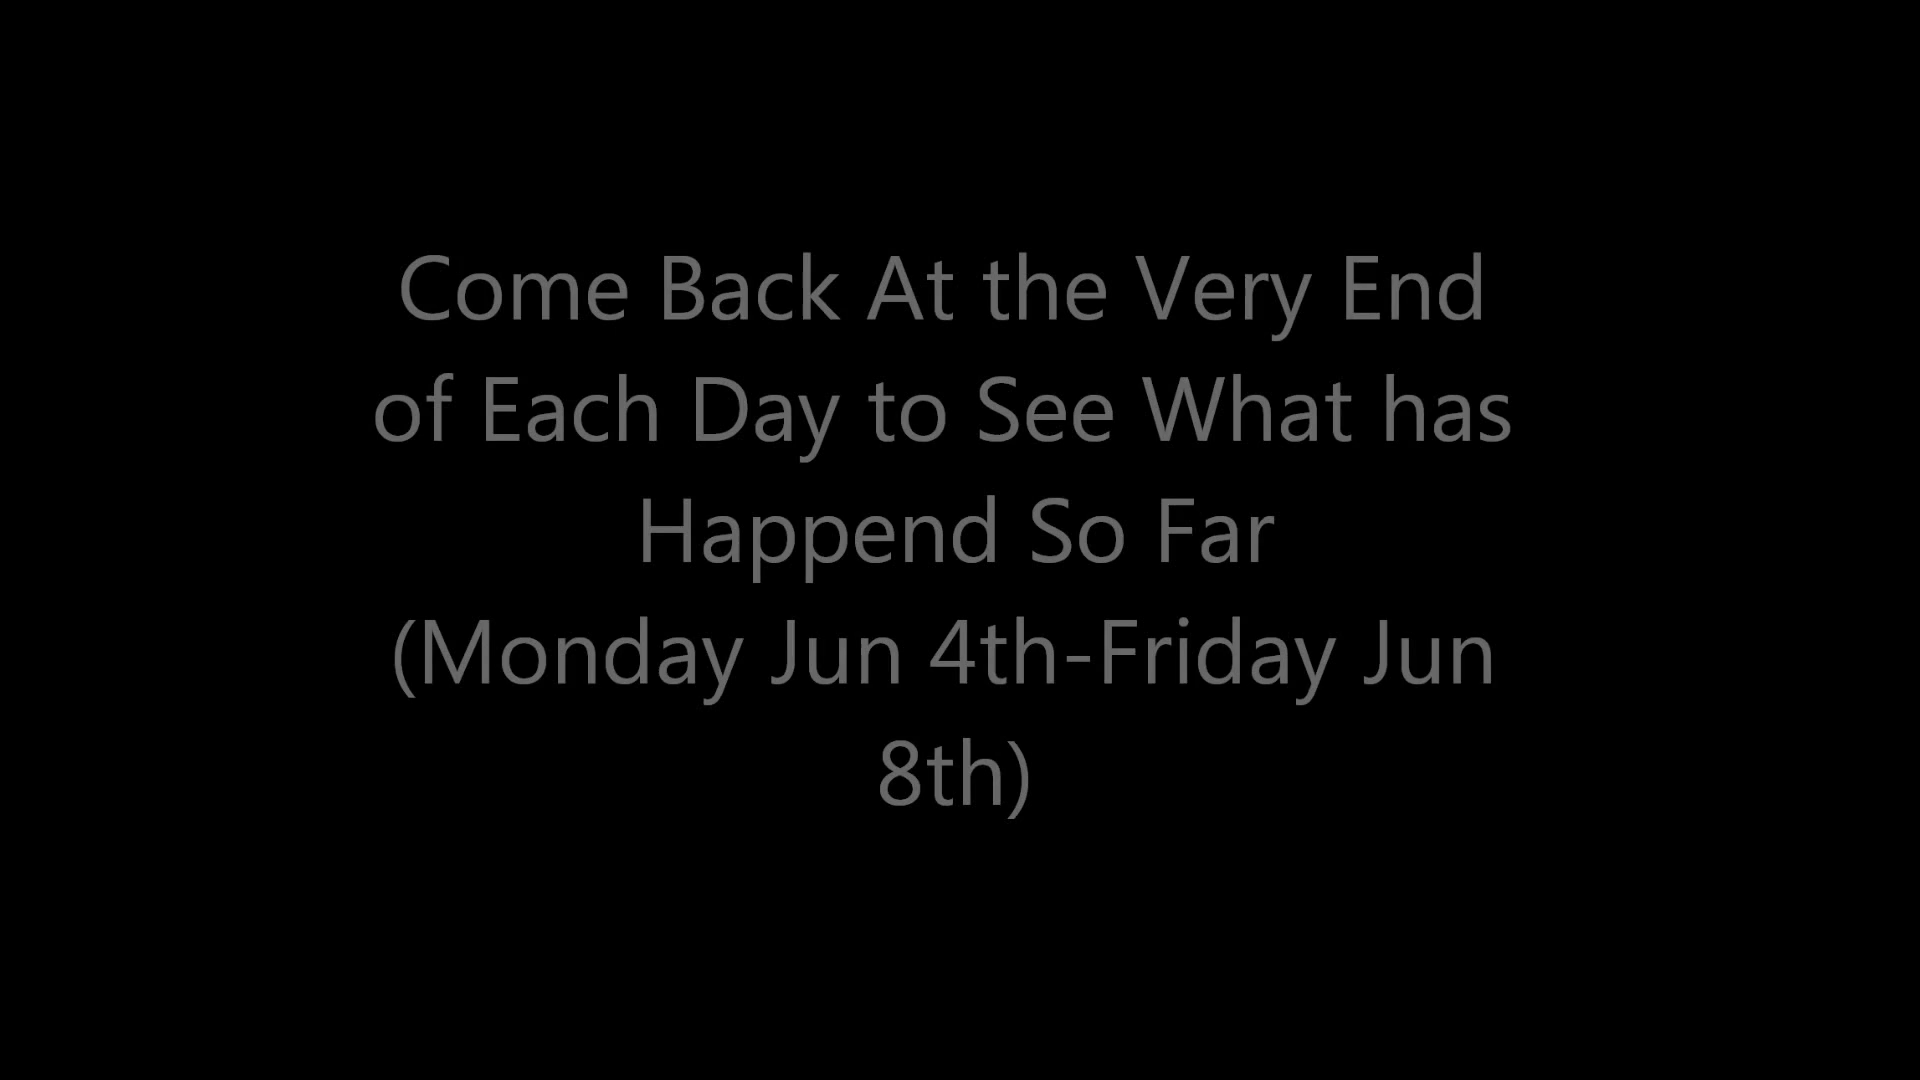 Come Back At the Very End
of Each Day to See What has
Happend So Far
(Monday Jun 4th-Friday Jun
8th)